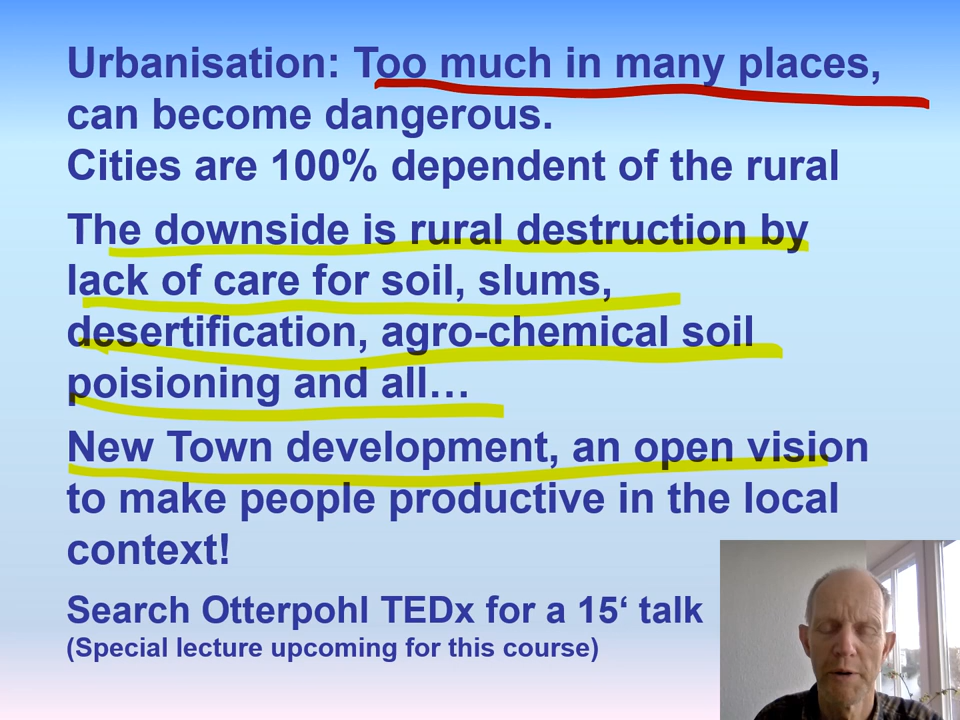 Urbanisation: Too much in many places,
can become dangerous.
Cities are 100% dependent of the rural
The downside is rural destruction by
lack of care for soil, slums,
desertification, agro-chemical soil
poisioning and all…
New Town development, an open vision
to make people productive in the local
context!
Search Otterpohl TEDx for a 15‘ talk
(Special lecture upcoming for this course)